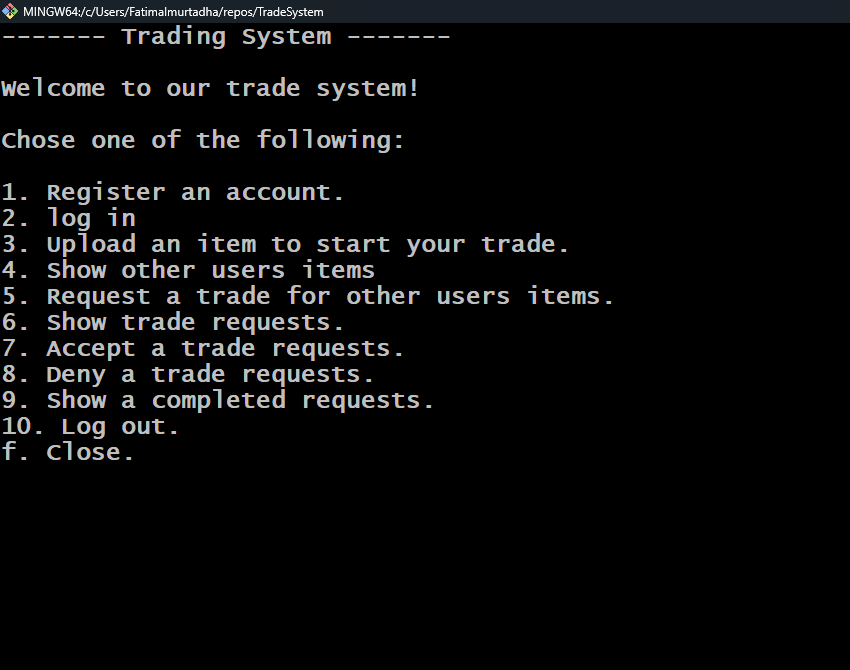 MINGW64:/c/Users/Fatimalmurtadha/repos/TradeSystem
------- Trading System -------
Welcome to our trade system!
Chose one of the following:
1. Register an account.
2. log in
3. Upload an item to start your trade.
4. Show other users items
5. Request a trade for other users items.
6. Show trade requests.
7. Accept a trade requests.
8. Deny a trade requests.
9. Show a completed requests.
10. Log out.
f. Close.